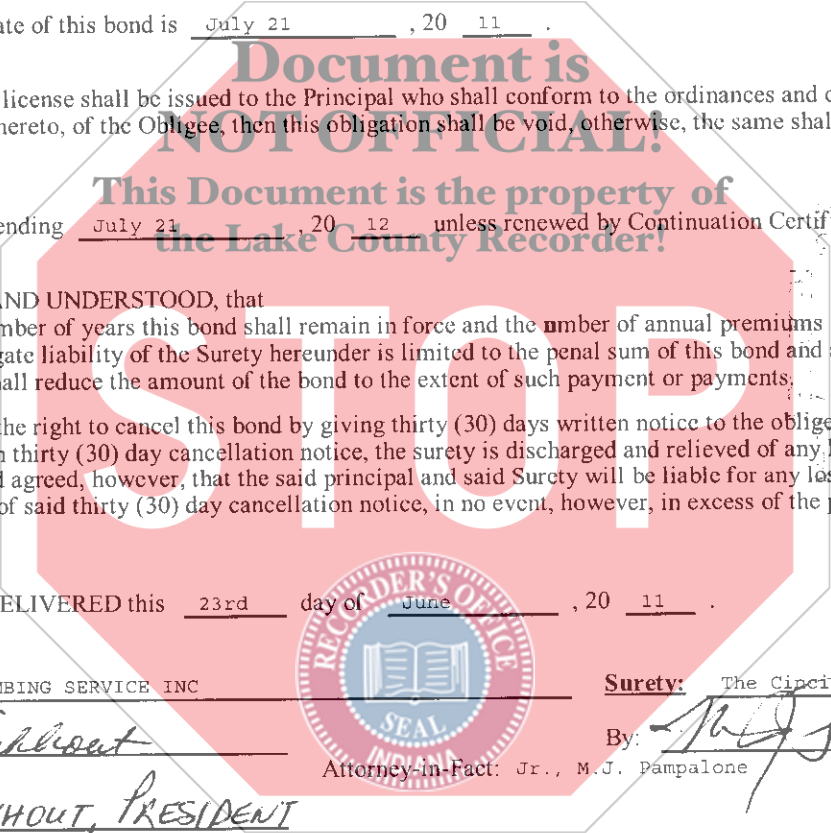 ate of this bond is July 21 , 20 11 .
Document is
license shall be issued to the Principal who shall conform to the ordinances and
hereto, of the Obligee, then this obligation shall be void, otherwise, the same shal
NOT OFFICIAL!
This Document is the property of
ending July 21 , 20 12 unless renewed by Continuation Certif
the Lake County Recorder!
AND UNDERSTOOD, that
mber of years this bond shall remain in force and the umber of annual premiums
gate liability of the Surety hereunder is limited to the penal sum of this bond and
all reduce the amount of the bond to the extent of such payment or payments.
STOP
the right to cancel this bond by giving thirty (30) days written notice to the oblige
n thirty (30) day cancellation notice, the surety is discharged and relieved of any
d agreed, however, that the said principal and said Surety will be liable for any los
of said thirty (30) day cancellation notice, in no event, however, in excess of the p
ELIVERED this 23rd day of June , 20 11 .
RECORDER'S OFFICE
SEAL
INDIANA
MBING SERVICE INC Surety: The Cinci
By:
Attorney-in-Fact: Jr., M.J. Pampalone
HOUT, PRESIDENT